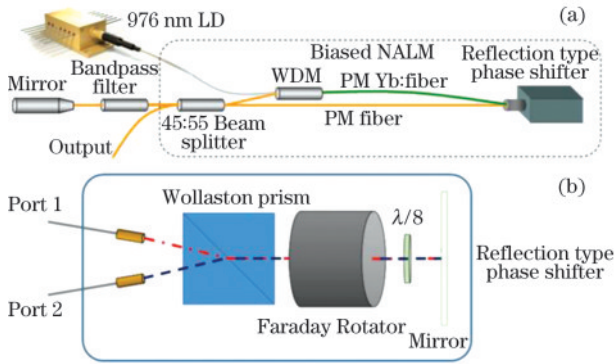 976 nm LD
(a)
Biased NALM
Reflection type
phase shifter
Mirror
Bandpass
filter
WDM
PM Yb:fiber
PM fiber
45:55 Beam
splitter
Output
(b)
Port 1
Wollaston prism
λ/8
Reflection type
phase shifter
Port 2
Faraday Rotator
Mirror